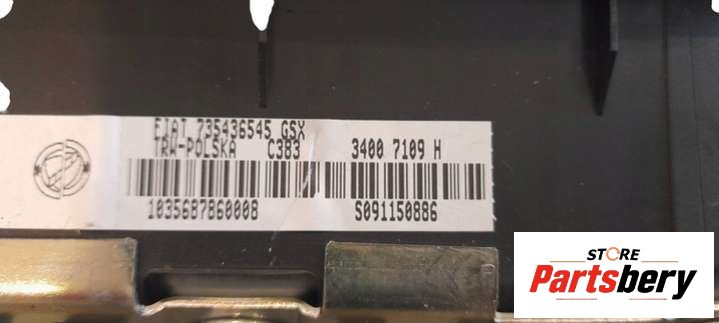 FIAT 735436545 GSX
TRW-POLSKA C383 3400 7109 H
1035687860008 S091150886
STORE
Partsbery